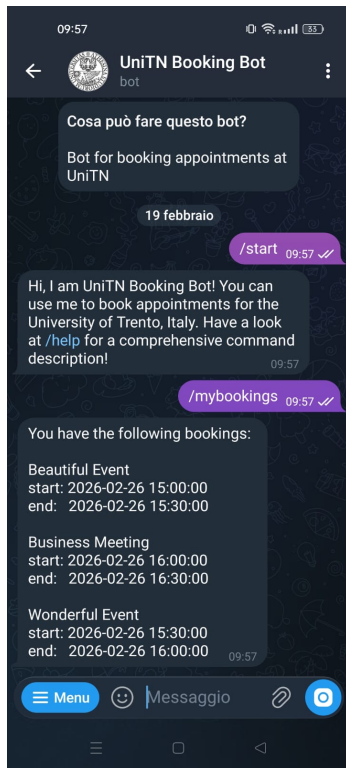 09:57
33
UniTN Booking Bot
bot
Cosa può fare questo bot?
Bot for booking appointments at
UniTN
19 febbraio
/start 09:57
Hi, I am UniTN Booking Bot! You can
use me to book appointments for the
University of Trento, Italy. Have a look
at /help for a comprehensive command
description!
09:57
/mybookings 09:57
You have the following bookings:
Beautiful Event
start: 2026-02-26 15:00:00
end: 2026-02-26 15:30:00
Business Meeting
start: 2026-02-26 16:00:00
end: 2026-02-26 16:30:00
Wonderful Event
start: 2026-02-26 15:30:00
end: 2026-02-26 16:00:00
09:57
Menu
Messaggio